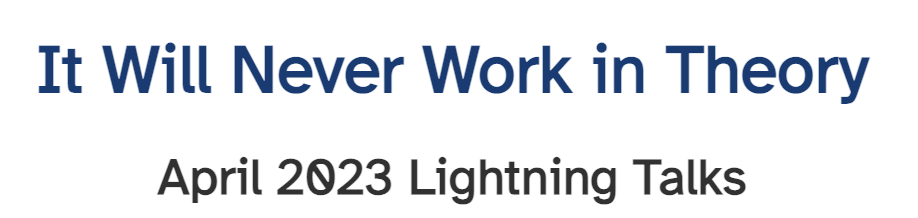 It Will Never Work in Theory
April 2023 Lightning Talks